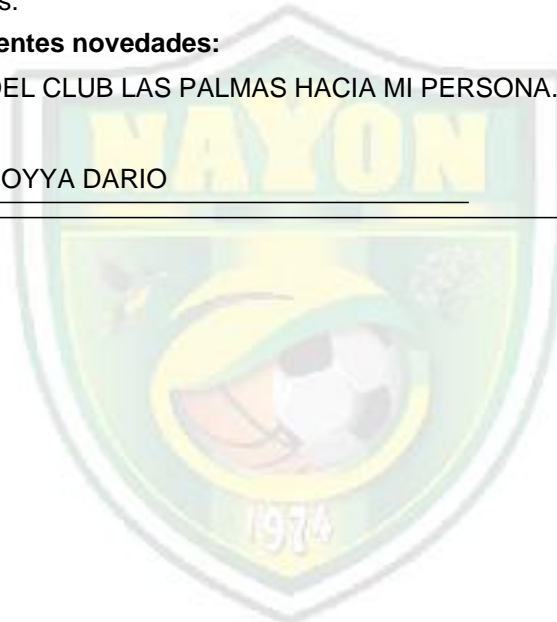 s.
entes novedades:
DEL CLUB LAS PALMAS HACIA MI PERSONA.
NAYON
OYYA DARIO
1974